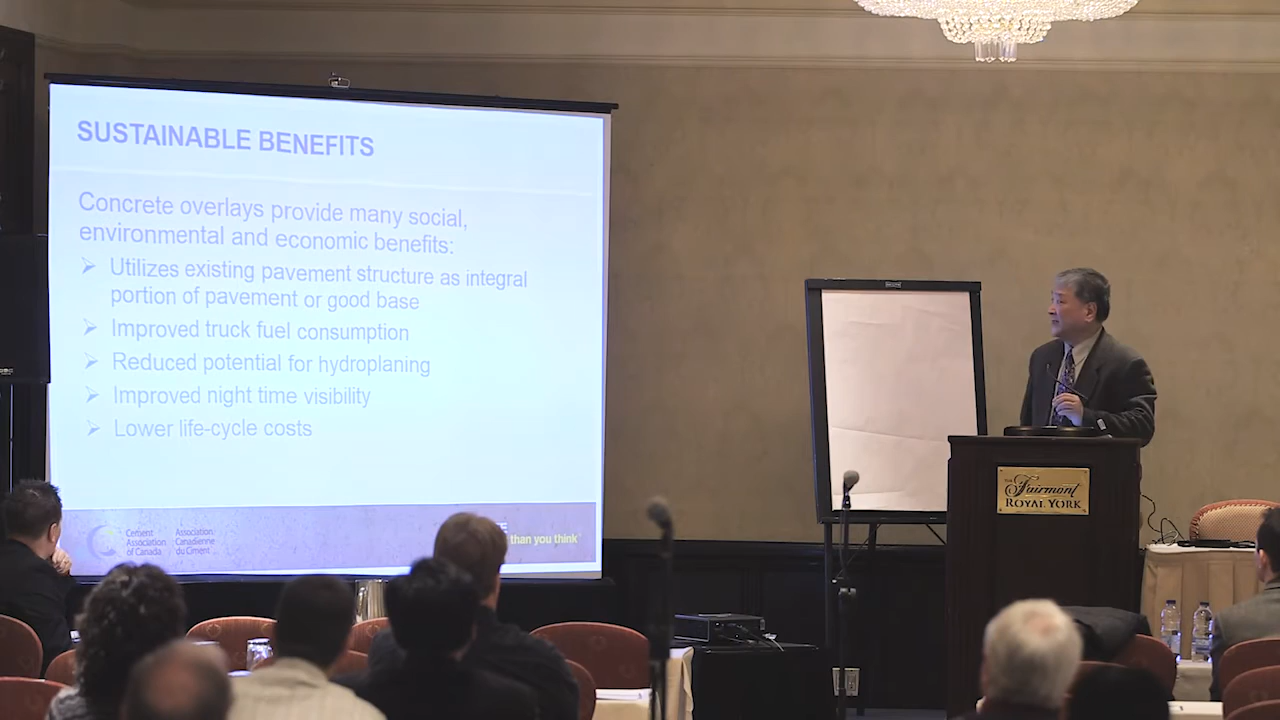 SUSTAINABLE BENEFITS
Concrete overlays provide many social,
environmental and economic benefits:
Utilizes existing pavement structure as integral
portion of pavement or good base
Improved truck fuel consumption
Reduced potential for hydroplaning
Improved night time visibility
Lower life-cycle costs
Cement
Association
of Canada
Association
Canadienne
du Ciment
than you think
THE
Fairmont
ROYAL YORK